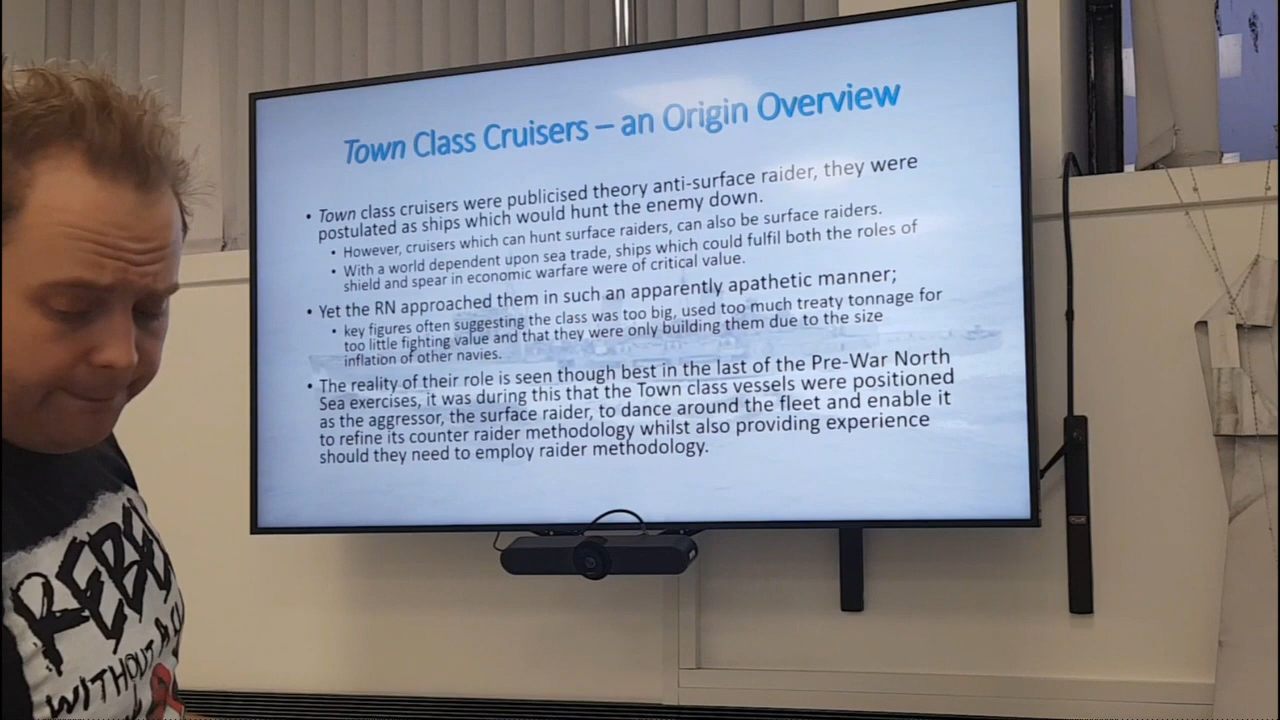 Town Class Cruisers – an Origin Overview
• Town class cruisers were publicised theory anti-surface raider, they were
postulated as ships which would hunt the enemy down.
• However, cruisers which can hunt surface raiders, can also be surface raiders.
• With a world dependent upon sea trade, ships which could fulfil both the roles of
shield and spear in economic warfare were of critical value.
• Yet the RN approached them in such an apparently apathetic manner;
• key figures often suggesting the class was too big, used too much treaty tonnage for
too little fighting value and that they were only building them due to the size
inflation of other navies.
• The reality of their role is seen though best in the last of the Pre-War North
Sea exercises, it was during this that the Town class vessels were positioned
as the aggressor, the surface raider, to dance around the fleet and enable it
to refine its counter raider methodology whilst also providing experience
should they need to employ raider methodology.
REBEL
WITHOUT A